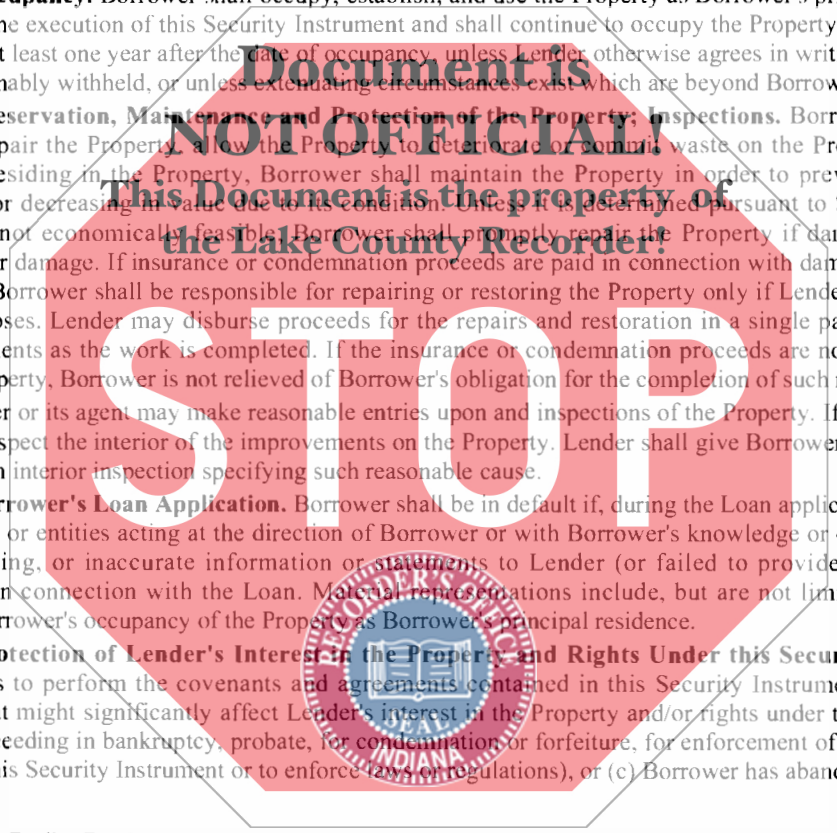 cupancy. Borrower shall occupy, establish, and use the Property as Borrower's pr
ne execution of this Security Instrument and shall continue to occupy the Property
t least one year after the date of occupancy, unless Lender otherwise agrees in writ
nably withheld, or unless extenuating circumstances exist which are beyond Borrow
Document is
eservation, Maintenance and Protection of the Property; Inspections. Borr
NOT OFFICIAL!
pair the Property, allow the Property to deteriorate or commit waste on the Pro
esiding in the Property, Borrower shall maintain the Property in order to prev
This Document is the property of
or decreasing in value due to its condition. Unless it is determined pursuant to
the Lake County Recorder!
not economically feasible, Borrower shall promptly repair the Property if dam
r damage. If insurance or condemnation proceeds are paid in connection with dam
Borrower shall be responsible for repairing or restoring the Property only if Lende
oses. Lender may disburse proceeds for the repairs and restoration in a single pa
ents as the work is completed. If the insurance or condemnation proceeds are no
perty, Borrower is not relieved of Borrower's obligation for the completion of such
STOP
er or its agent may make reasonable entries upon and inspections of the Property. If
spect the interior of the improvements on the Property. Lender shall give Borrower
n interior inspection specifying such reasonable cause.
rrower's Loan Application. Borrower shall be in default if, during the Loan applic
or entities acting at the direction of Borrower or with Borrower's knowledge or
ing, or inaccurate information or statements to Lender (or failed to provide
n connection with the Loan. Material representations include, but are not lim
rrower's occupancy of the Property as Borrower's principal residence.
RECORDER'S OFFICE
SEAL
INDIANA
otection of Lender's Interest in the Property and Rights Under this Secur
s to perform the covenants and agreements contained in this Security Instrume
t might significantly affect Lender's interest in the Property and/or rights under t
eeding in bankruptcy, probate, for condemnation or forfeiture, for enforcement of
is Security Instrument or to enforce laws or regulations), or (c) Borrower has aban